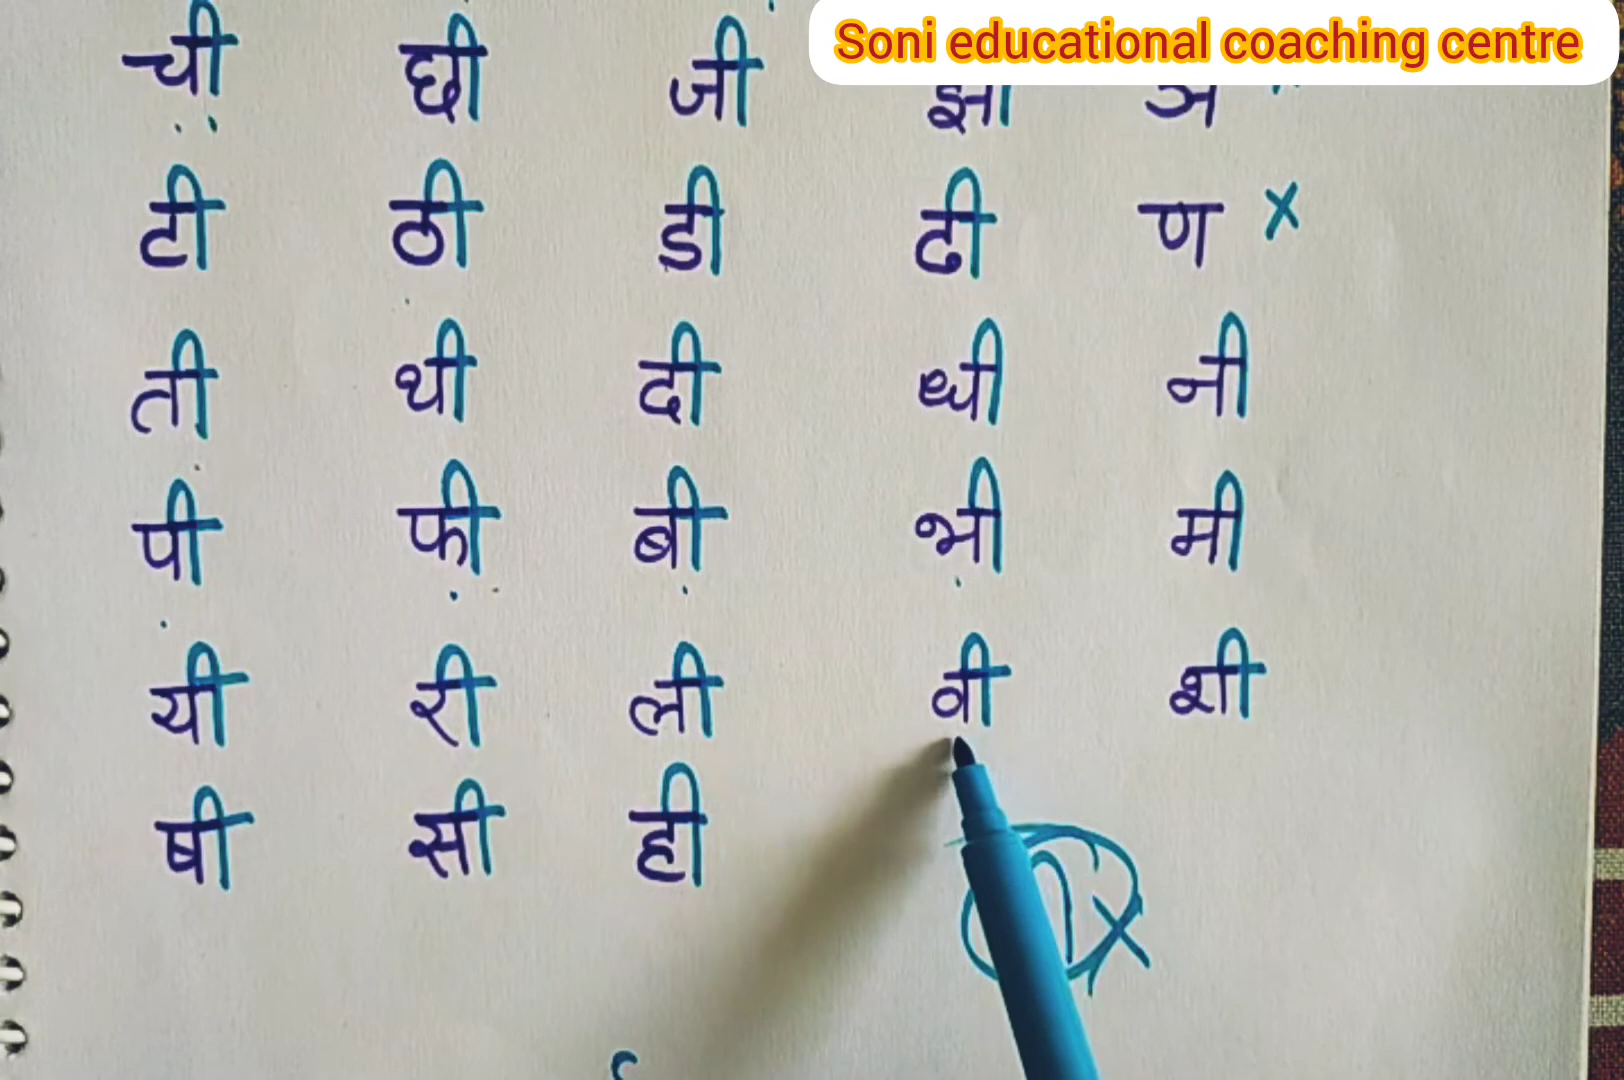 Soni educational coaching centre
ची छी जी झी ञ
टी ठी डी ढी ण ×
ती थी दी धी नी
पी फी बी भी मी
यी री ली वी शी
षी सी ही